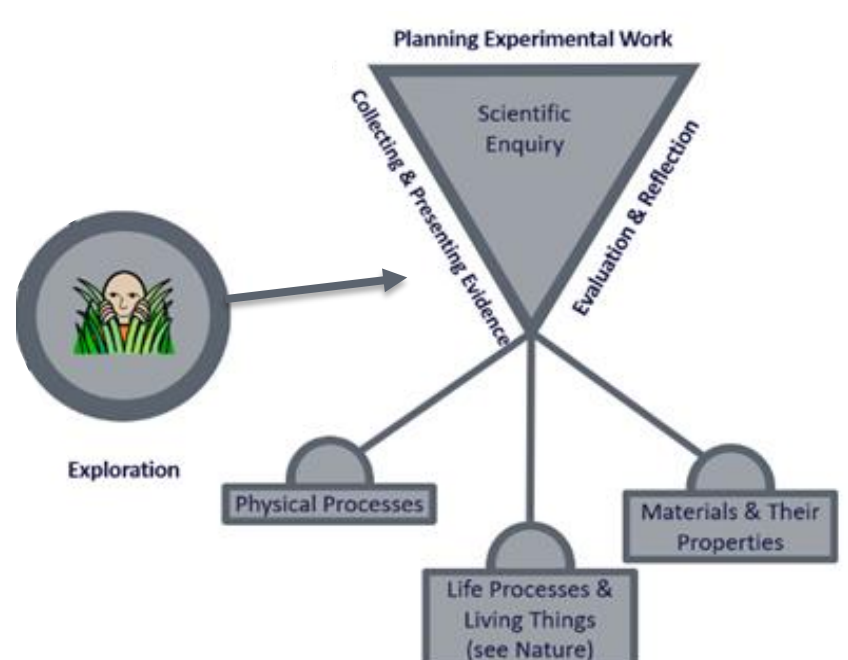 Planning Experimental Work
Scientific
Enquiry
Collecting & Presenting Evidence
Evaluation & Reflection
Exploration
Physical Processes
Materials & Their
Properties
Life Processes &
Living Things
(see Nature)